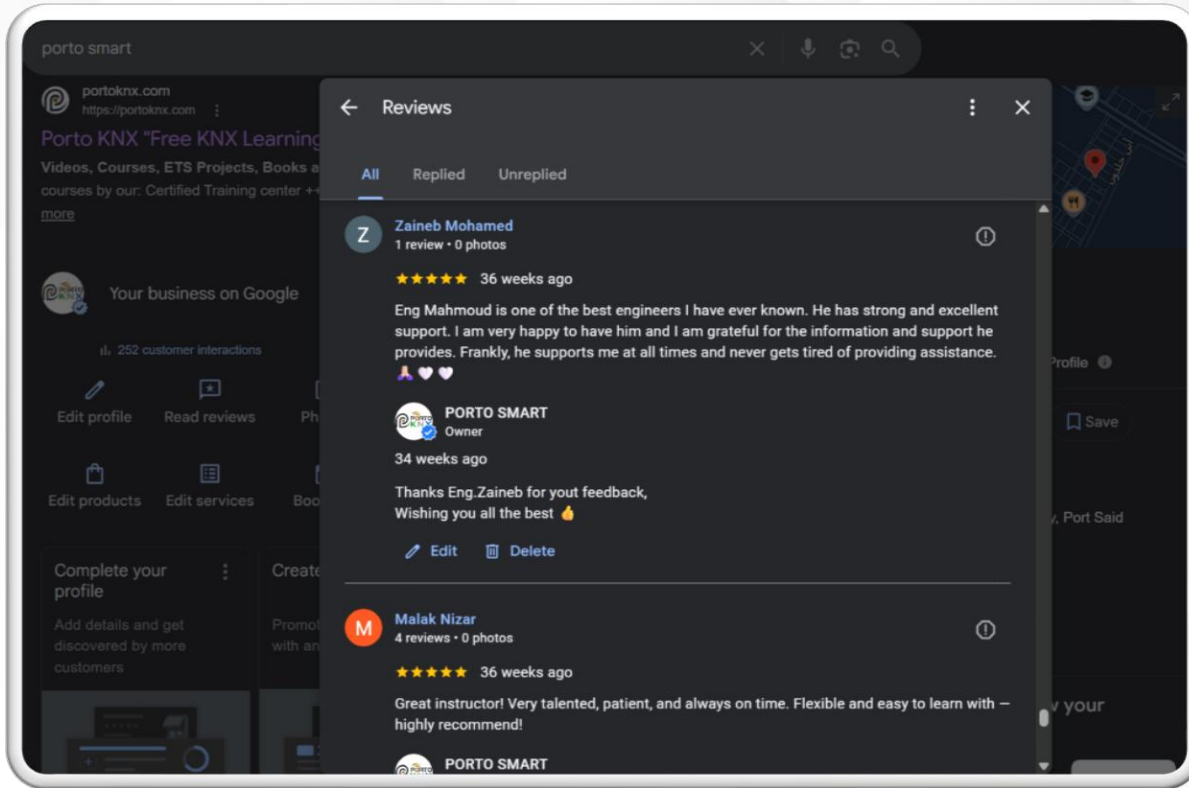 porto smart
portoknx.com
https://portoknx.com
Porto KNX "Free KNX Learning
Videos, Courses, ETS Projects, Books a
courses by our: Certified Training center ++
more
Your business on Google
252 customer interactions
Edit profile
Read reviews
Ph
Edit products
Edit services
Boo
Complete your
profile
Add details and get
discovered by more
customers
Create
Promot
with an
Reviews
All
Replied
Unreplied
Z
Zaineb Mohamed
1 review • 0 photos
36 weeks ago
Eng Mahmoud is one of the best engineers I have ever known. He has strong and excellent
support. I am very happy to have him and I am grateful for the information and support he
provides. Frankly, he supports me at all times and never gets tired of providing assistance.
PORTO SMART
Owner
34 weeks ago
Thanks Eng.Zaineb for yout feedback,
Wishing you all the best 👍
Edit
Delete
M
Malak Nizar
4 reviews • 0 photos
36 weeks ago
Great instructor! Very talented, patient, and always on time. Flexible and easy to learn with –
highly recommend!
PORTO SMART
ابن خلدون
Profile
Save
y, Port Said
v your